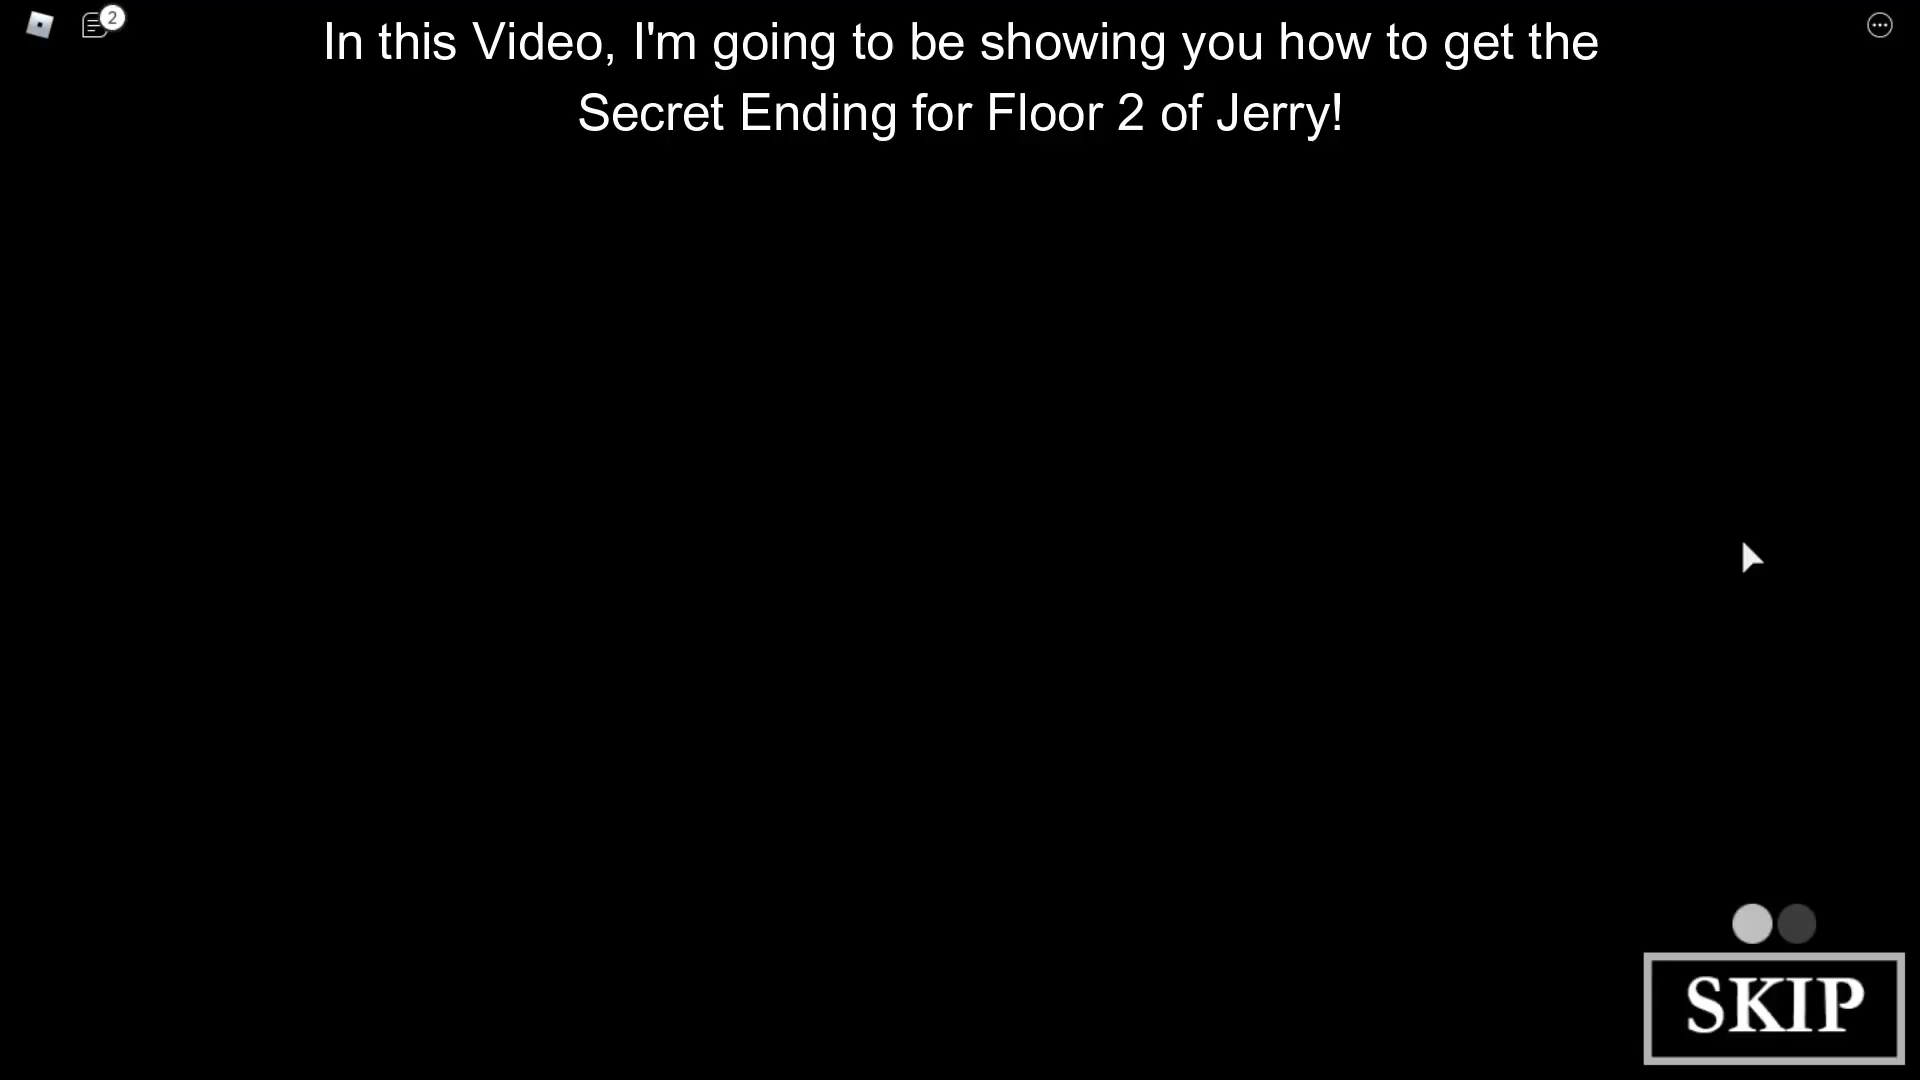 2
In this Video, I'm going to be showing you how to get the
Secret Ending for Floor 2 of Jerry!
SKIP